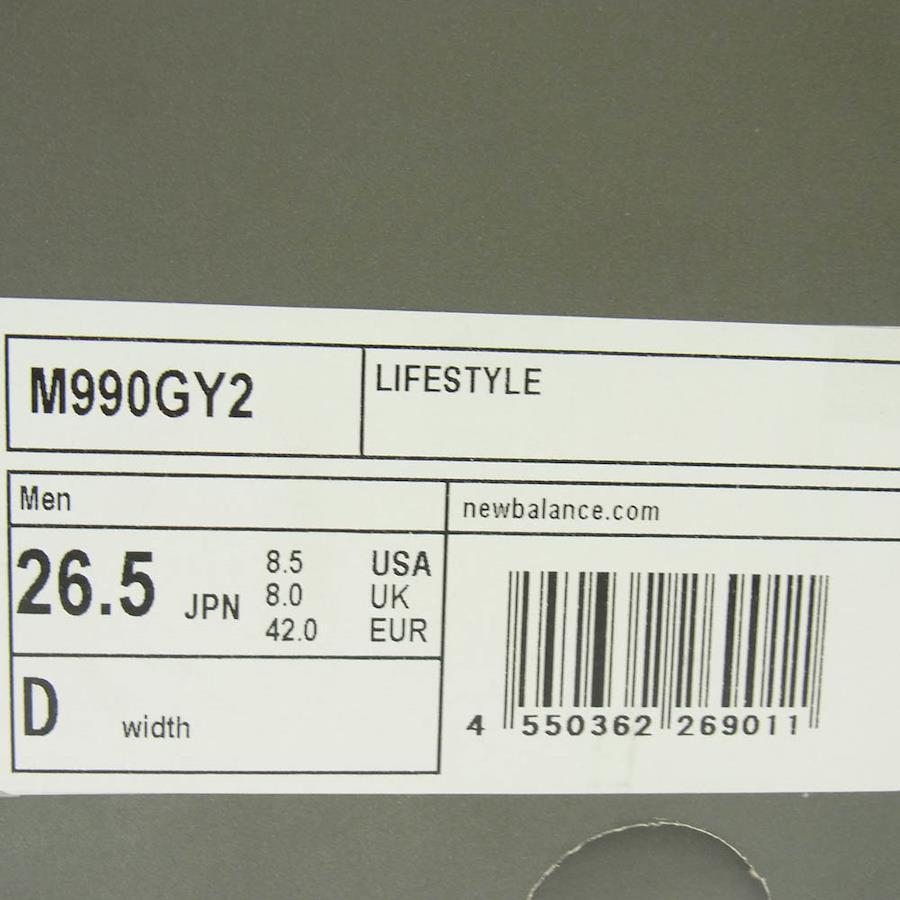 M990GY2
LIFESTYLE
Men
newbalance.com
26.5 JPN
8.5 USA
8.0 UK
42.0 EUR
D width
4 550362 269011